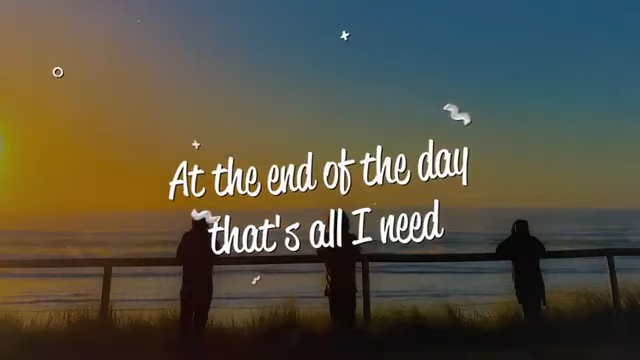 At the end of the day
that's all I need